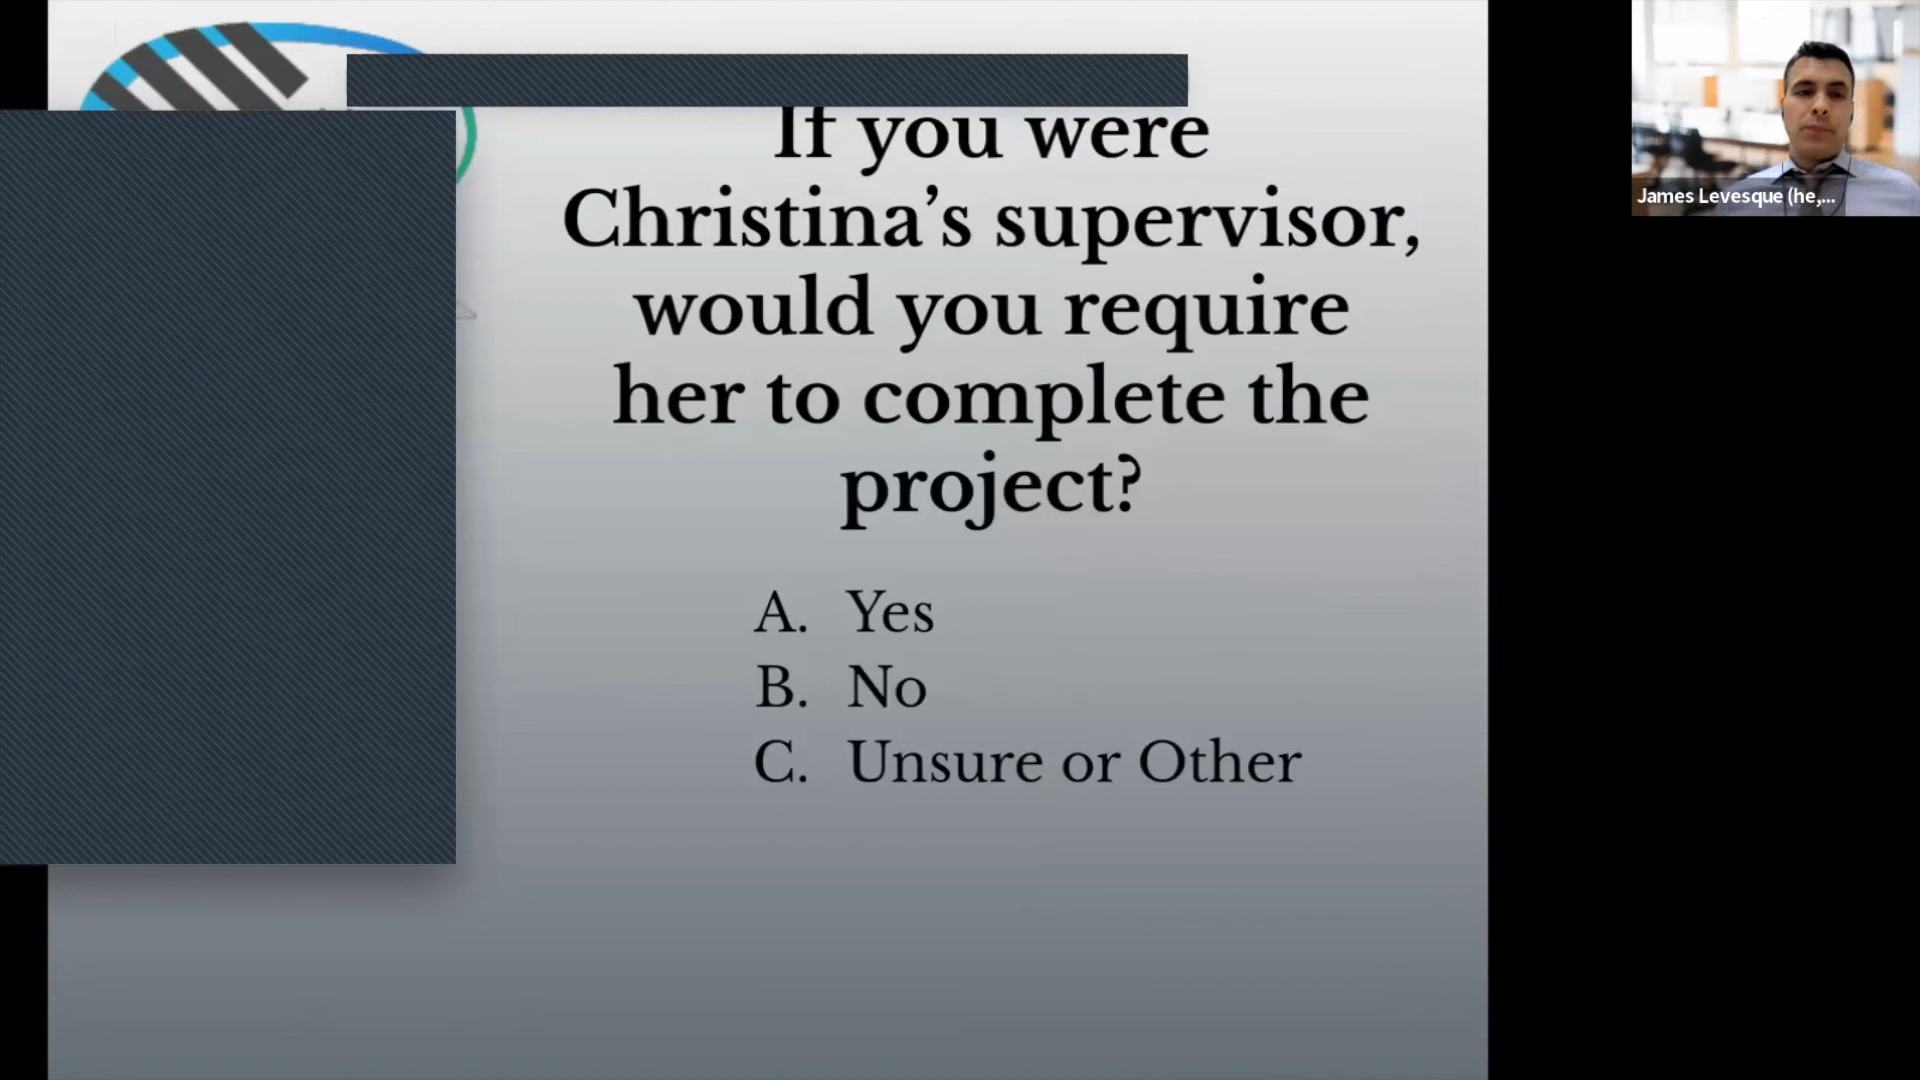 If you were
Christina’s supervisor,
would you require
her to complete the
project?
A. Yes
B. No
C. Unsure or Other
James Levesque (he,...